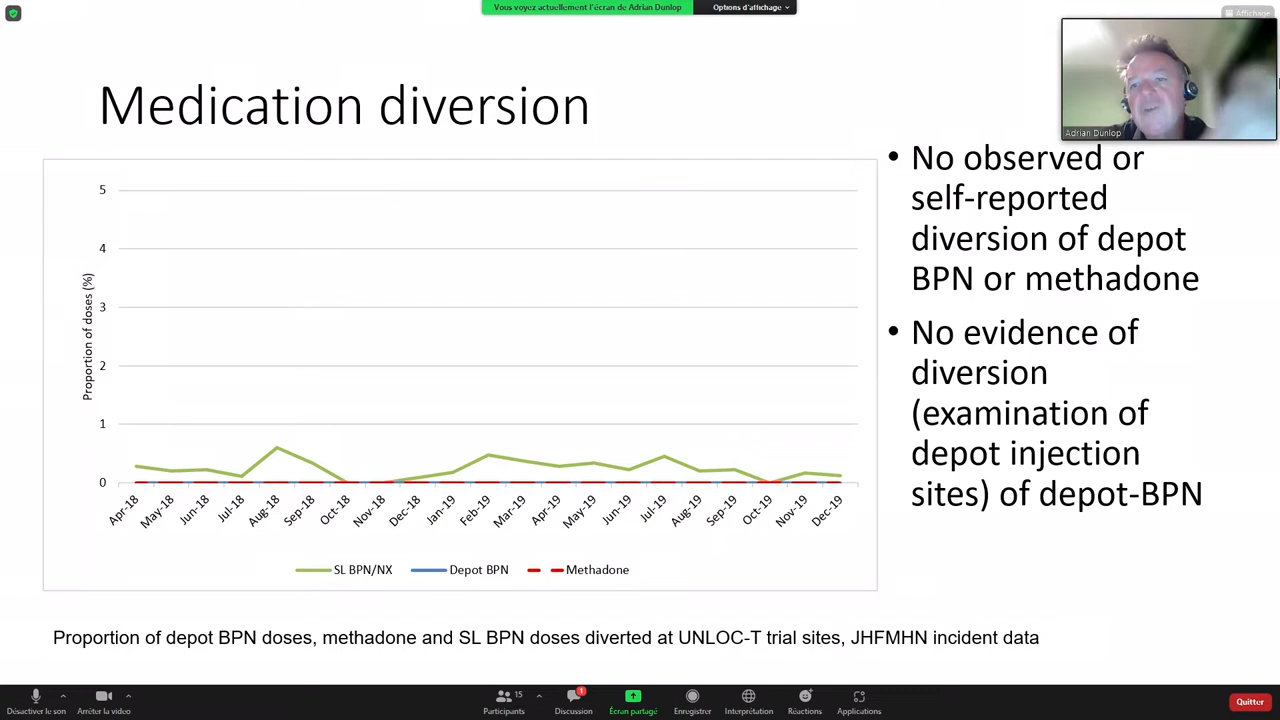 Vous voyez actuellement l'écran de Adrian Dunlop
Options d'affichage
Affichage
Adrian Dunlop
Medication diversion
Proportion of doses (%)
5
4
3
2
1
0
Apr-18
May-18
Jun-18
Jul-18
Aug-18
Sep-18
Oct-18
Nov-18
Dec-18
Jan-19
Feb-19
Mar-19
Apr-19
May-19
Jun-19
Jul-19
Aug-19
Sep-19
Oct-19
Nov-19
Dec-19
SL BPN/NX
Depot BPN
Methadone
• No observed or
self-reported
diversion of depot
BPN or methadone
• No evidence of
diversion
(examination of
depot injection
sites) of depot-BPN
Proportion of depot BPN doses, methadone and SL BPN doses diverted at UNLOC-T trial sites, JHFMHN incident data
Désactiver le son
Arrêter la video
15
Participants
1
Discussion
Écran partagé
Enregistrer
Interprétation
Réactions
Applications
Quitter